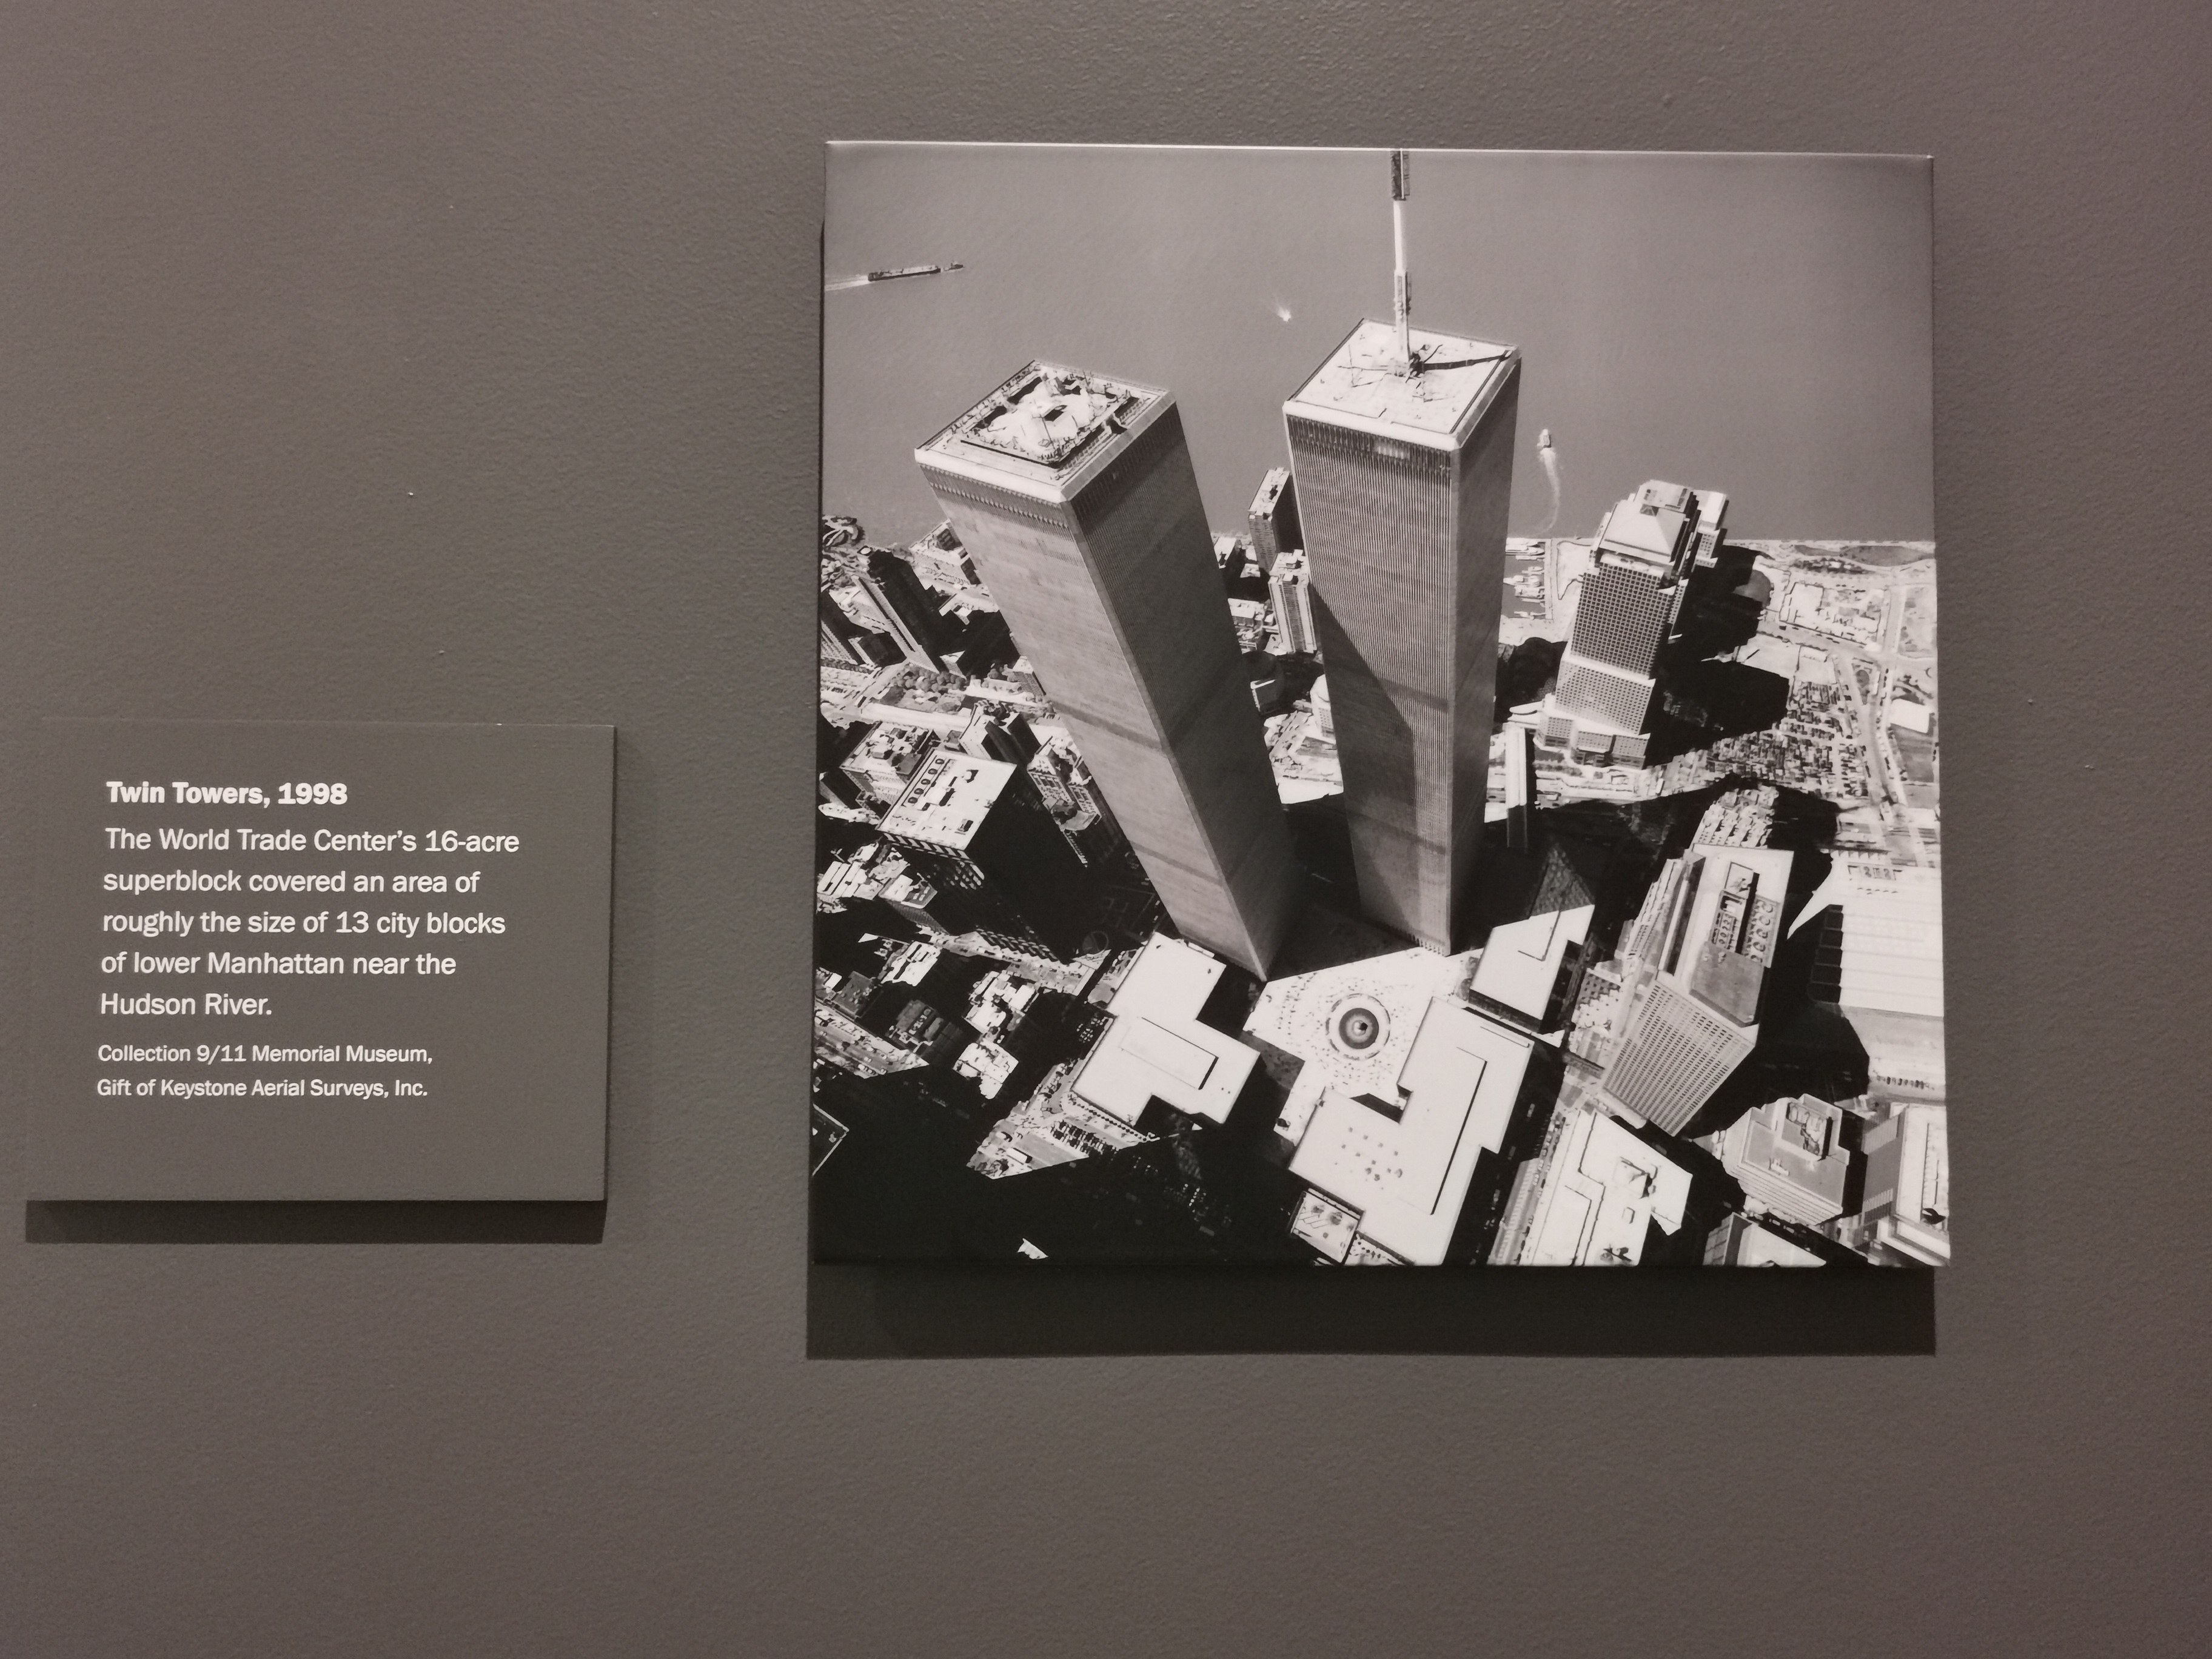 Twin Towers, 1998
The World Trade Center’s 16-acre
superblock covered an area of
roughly the size of 13 city blocks
of lower Manhattan near the
Hudson River.
Collection 9/11 Memorial Museum,
Gift of Keystone Aerial Surveys, Inc.